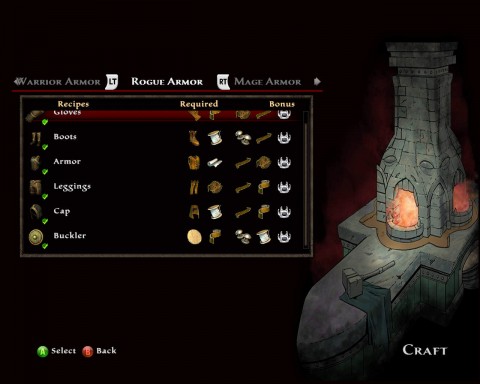 Warrior Armor LT Rogue Armor RT Mage Armor
Recipes Required Bonus
Gloves
Boots
Armor
Leggings
Cap
Buckler
A Select B Back
Craft